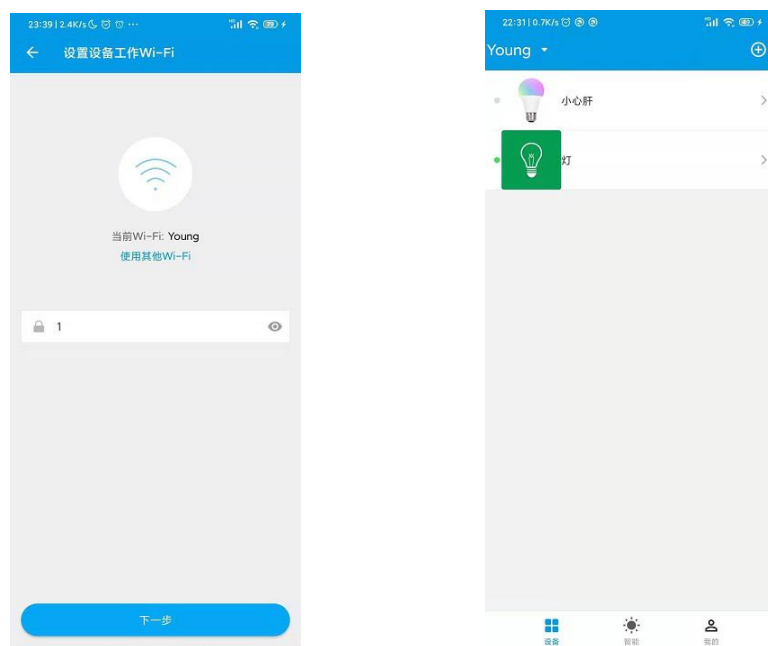 23:39 | 2.4K/s
设置设备工作Wi-Fi
当前Wi-Fi: Young
使用其他Wi-Fi
1
下一步
22:31 | 0.7K/s
Young
小心肝
灯
设备
智能
我的